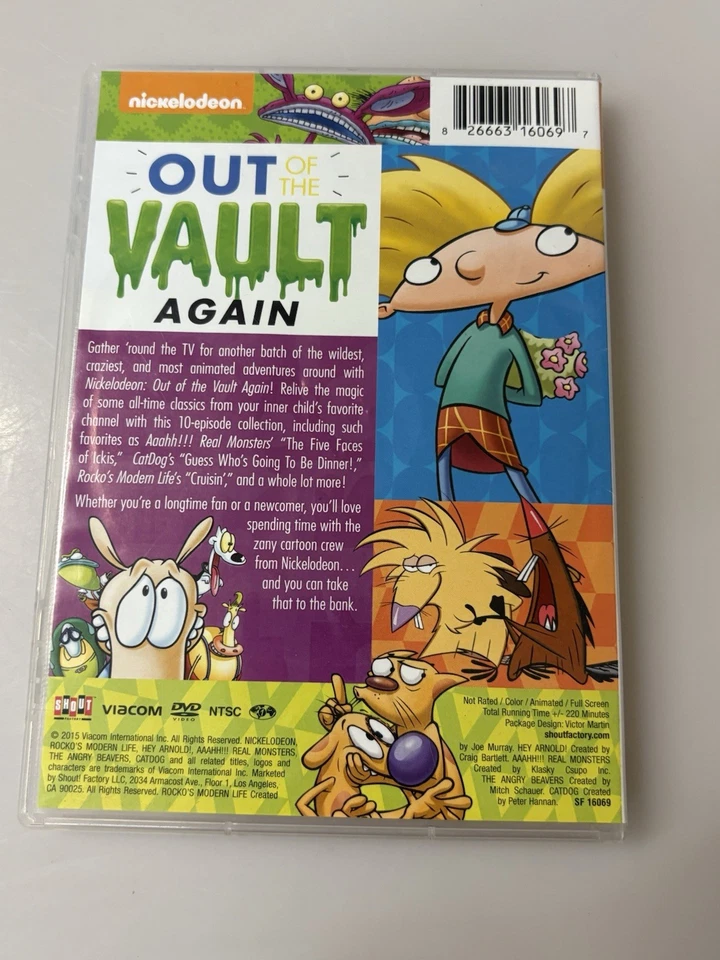 nickelodeon
8 26663 16069 7
OUT OF THE
VAULT
AGAIN
Gather 'round the TV for another batch of the wildest,
craziest, and most animated adventures around with
Nickelodeon: Out of the Vault Again! Relive the magic
of some all-time classics from your inner child's favorite
channel with this 10-episode collection, including such
favorites as Aaahh!!! Real Monsters' "The Five Faces
of Ickis," CatDog's "Guess Who's Going To Be Dinner!,"
Rocko's Modern Life's "Cruisin'," and a whole lot more!
Whether you're a longtime fan or a newcomer, you'll love
spending time with the
zany cartoon crew
from Nickelodeon...
and you can take
that to the bank.
SHOUT! FACTORY VIACOM DVD VIDEO NTSC
© 2015 Viacom International Inc. All Rights Reserved. NICKELODEON,
ROCKO'S MODERN LIFE, HEY ARNOLD!, AAAHH!!! REAL MONSTERS,
THE ANGRY BEAVERS, CATDOG and all related titles, logos and
characters are trademarks of Viacom International Inc. Marketed
by Shout! Factory LLC, 2034 Armacost Ave., Floor 1, Los Angeles,
CA 90025. All Rights Reserved. ROCKO'S MODERN LIFE Created
Not Rated / Color / Animated / Full Screen
Total Running Time +/- 220 Minutes
Package Design: Victor Martin
shoutfactory.com
by Joe Murray. HEY ARNOLD! Created by
Craig Bartlett. AAAHH!!! REAL MONSTERS
Created by Klasky Csupo Inc.
THE ANGRY BEAVERS Created by
Mitch Schauer. CATDOG Created
by Peter Hannan. SF 16069